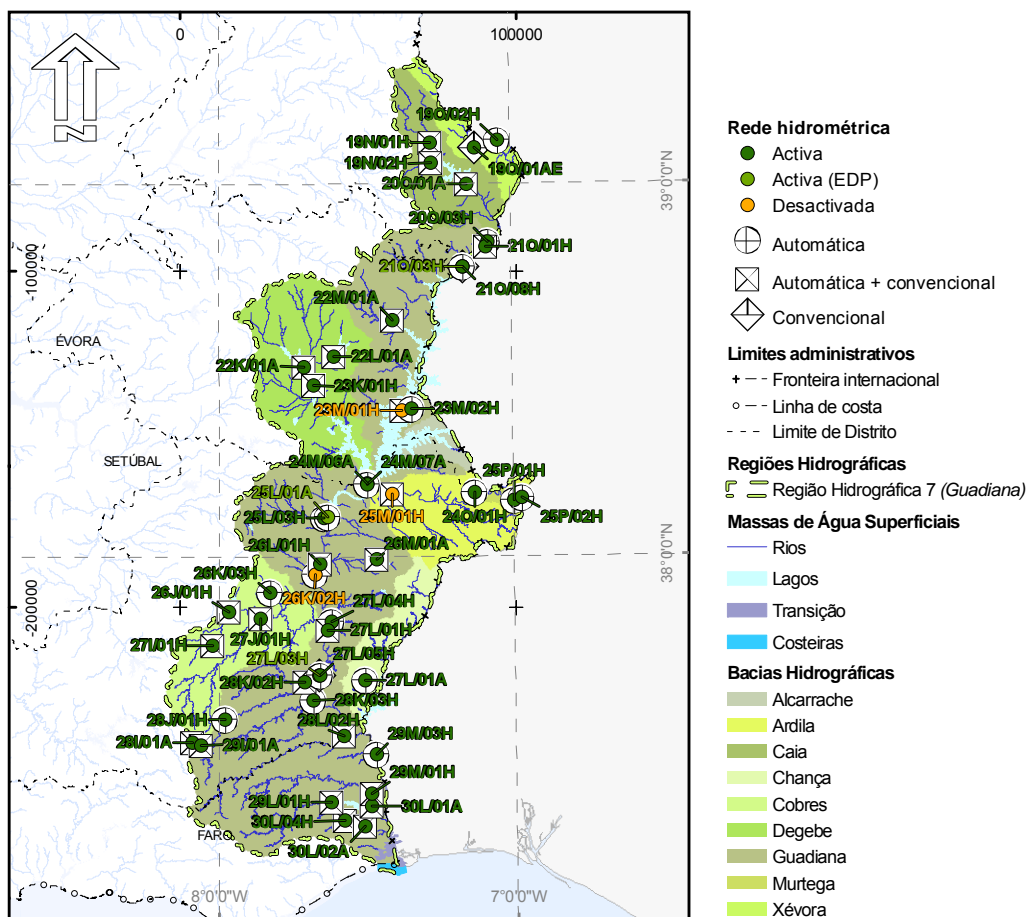 0
100000
N
19O/02H
19N/01H
19N/02H
19O/01AE
20O/01A
39°0'0"N
20O/03H
21O/01H
21O/03H
21O/08H
-100000
22M/01A
ÉVORA
22L/01A
22K/01A
23K/01H
23M/01H
23M/02H
SETÚBAL
24M/06A
24M/07A
25P/01H
25L/01A
25L/03H
25M/01H
24O/01H
25P/02H
26L/01H
26M/01A
38°0'0"N
26K/03H
26J/01H
26K/02H
27L/04H
-200000
27I/01H
27J/01H
27L/01H
27L/03H
27L/05H
28K/02H
27L/01A
28K/03H
28J/01H
28L/02H
28I/01A
29I/01A
29M/03H
29M/01H
29L/01H
30L/01A
30L/04H
FARO
30L/02A
8°0'0"W
7°0'0"W
Rede hidrométrica
Activa
Activa (EDP)
Desactivada
Automática
Automática + convencional
Convencional
Limites administrativos
Fronteira internacional
Linha de costa
Limite de Distrito
Regiões Hidrográficas
Região Hidrográfica 7 (Guadiana)
Massas de Água Superficiais
Rios
Lagos
Transição
Costeiras
Bacias Hidrográficas
Alcarrache
Ardila
Caia
Chança
Cobres
Degebe
Guadiana
Murtega
Xévora